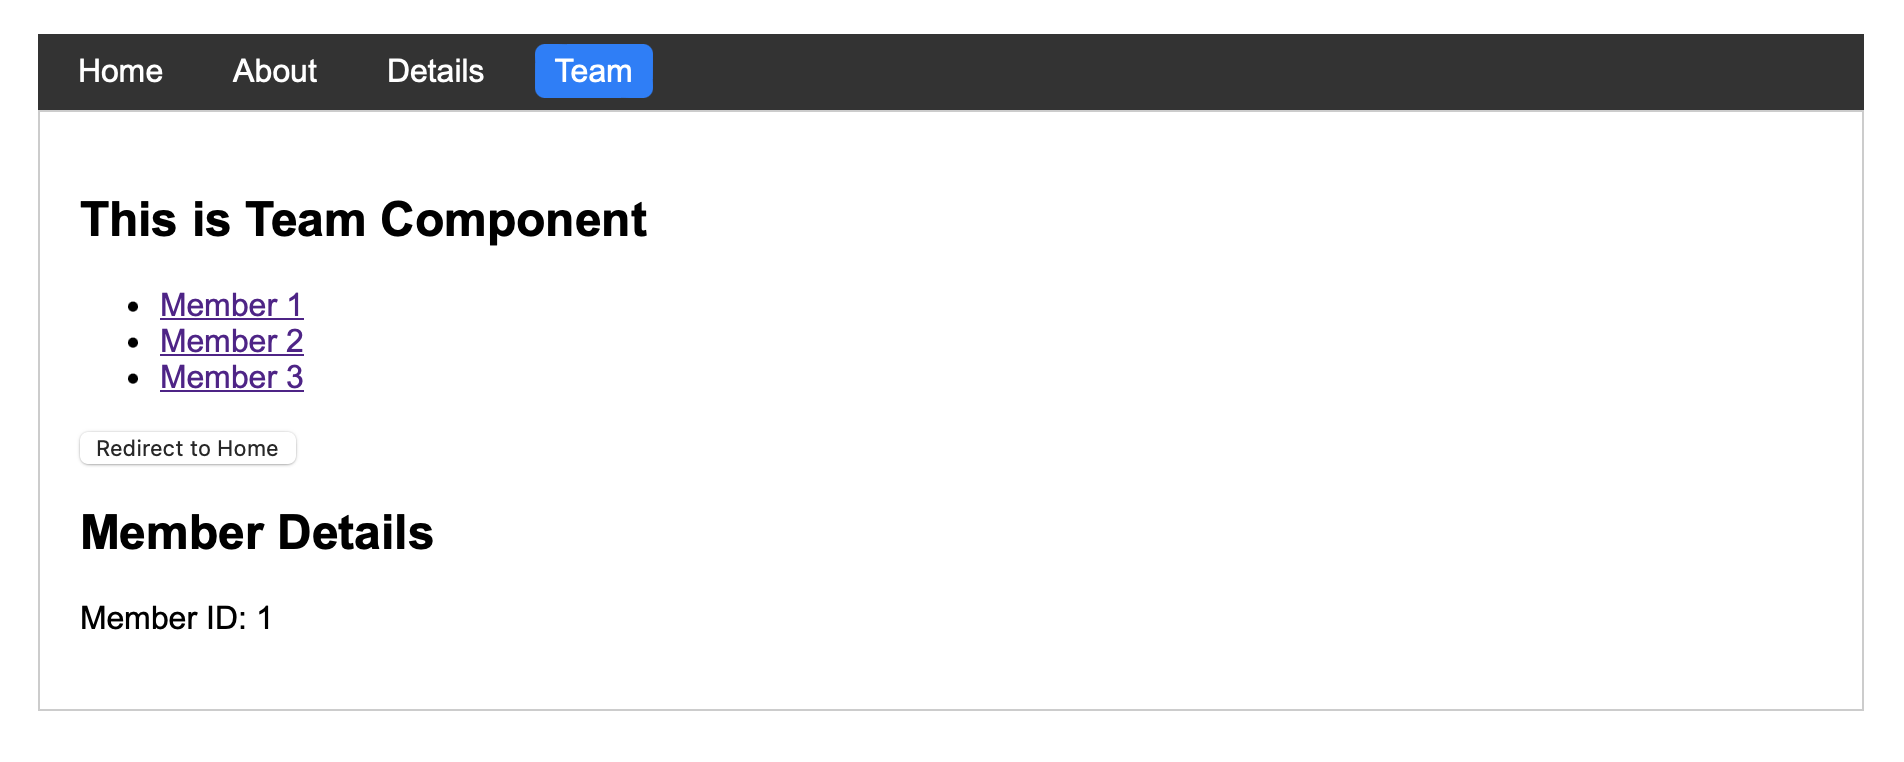 Home About Details Team
This is Team Component
Member 1
Member 2
Member 3
Redirect to Home
Member Details
Member ID: 1